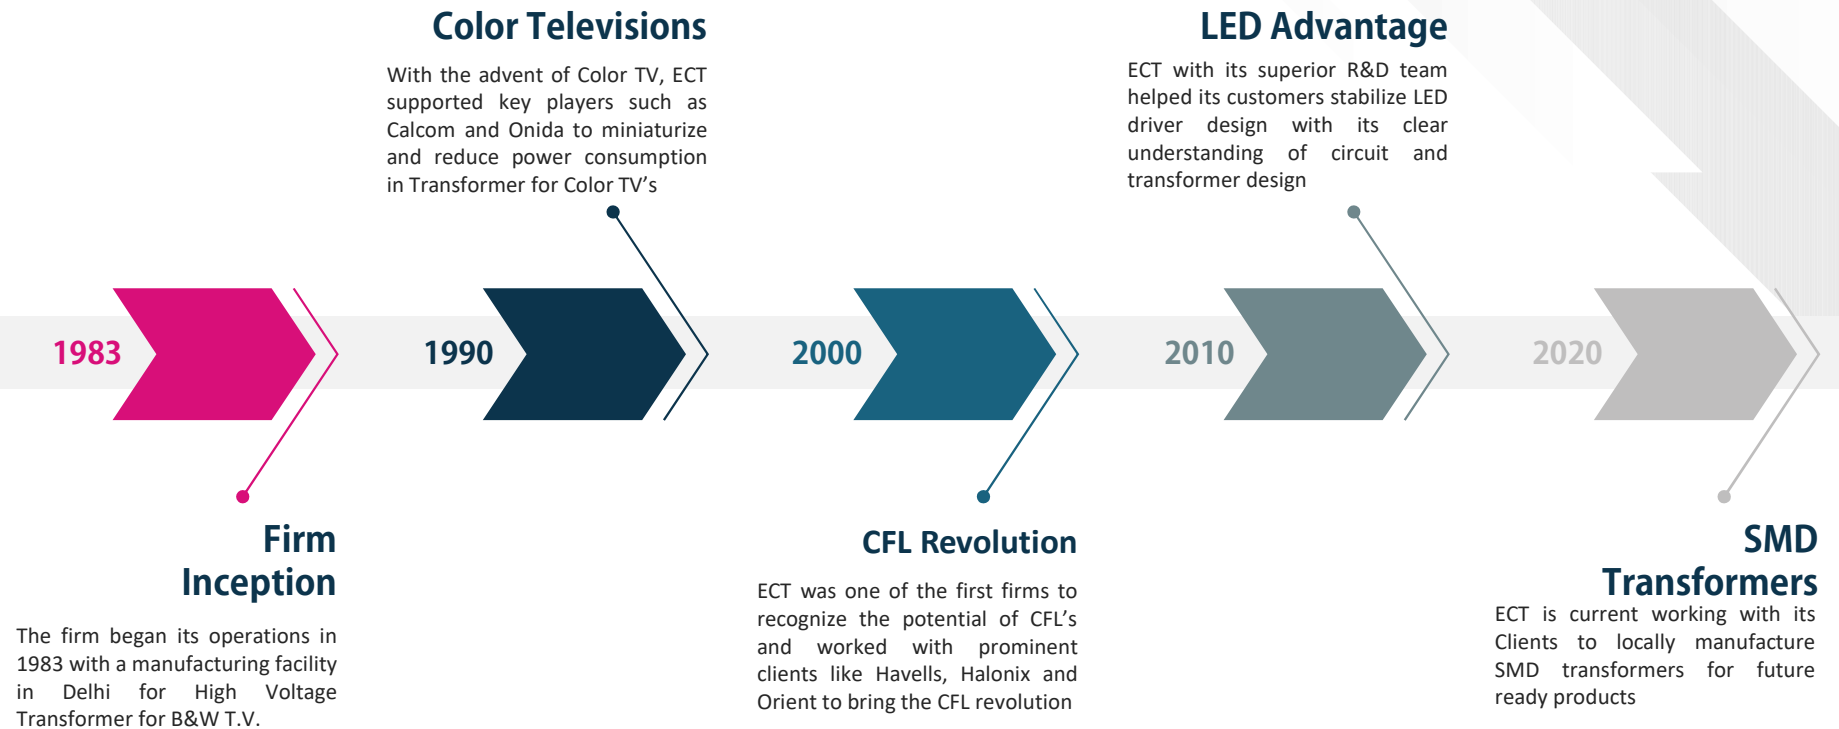 Color Televisions
With the advent of Color TV, ECT
supported key players such as
Calcom and Onida to miniaturize
and reduce power consumption
in Transformer for Color TV's
LED Advantage
ECT with its superior R&D team
helped its customers stabilize LED
driver design with its clear
understanding of circuit and
transformer design
1983
1990
2000
2010
2020
Firm
Inception
The firm began its operations in
1983 with a manufacturing facility
in Delhi for High Voltage
Transformer for B&W T.V.
CFL Revolution
ECT was one of the first firms to
recognize the potential of CFL's
and worked with prominent
clients like Havells, Halonix and
Orient to bring the CFL revolution
SMD
Transformers
ECT is current working with its
Clients to locally manufacture
SMD transformers for future
ready products